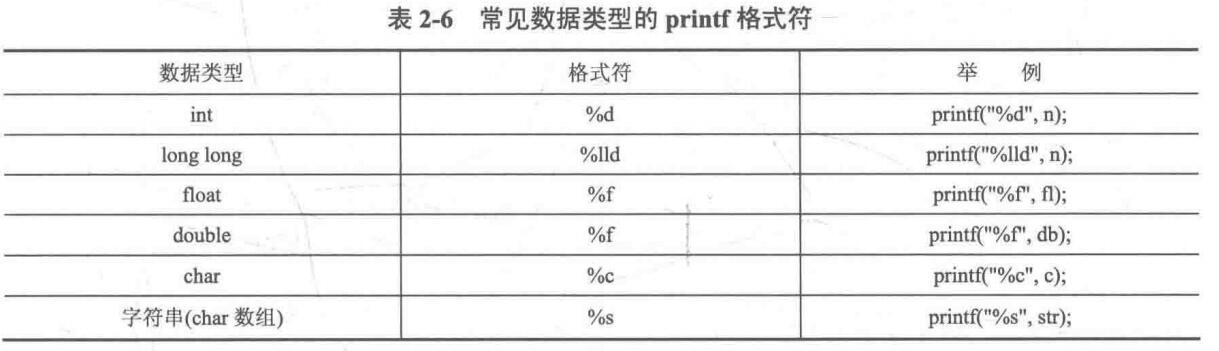 表 2-6 常见数据类型的 printf 格式符
数据类型 格式符 举 例
int %d printf("%d", n);
long long %lld printf("%lld", n);
float %f printf("%f", fl);
double %f printf("%f", db);
char %c printf("%c", c);
字符串(char 数组) %s printf("%s", str);